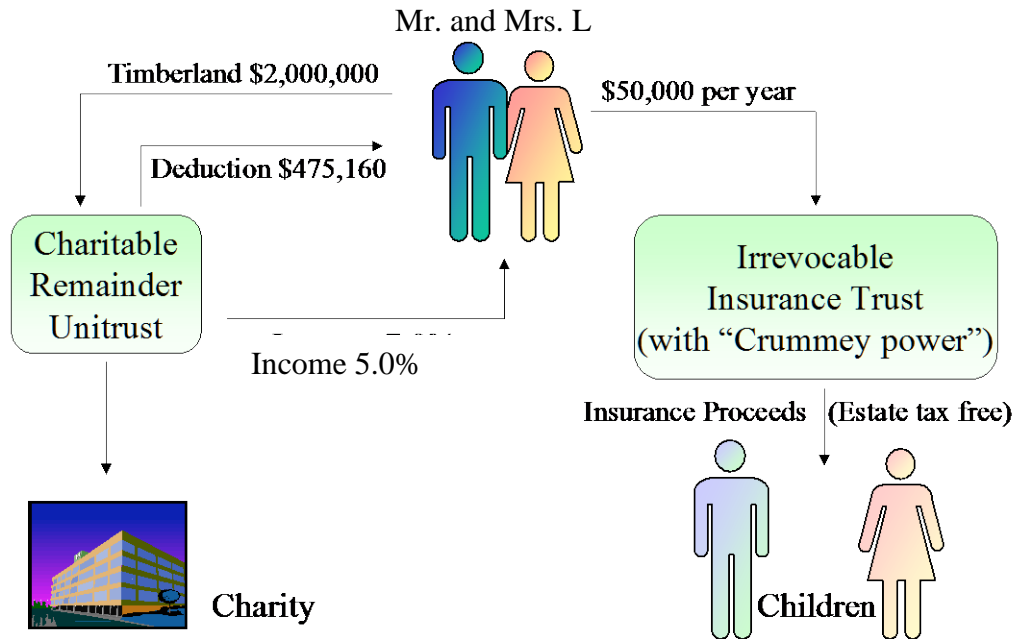 Mr. and Mrs. L
Timberland $2,000,000
$50,000 per year
Deduction $475,160
Charitable
Remainder
Unitrust
Irrevocable
Insurance Trust
(with “Crummey power”)
Income 5.0%
Insurance Proceeds (Estate tax free)
Charity
Children